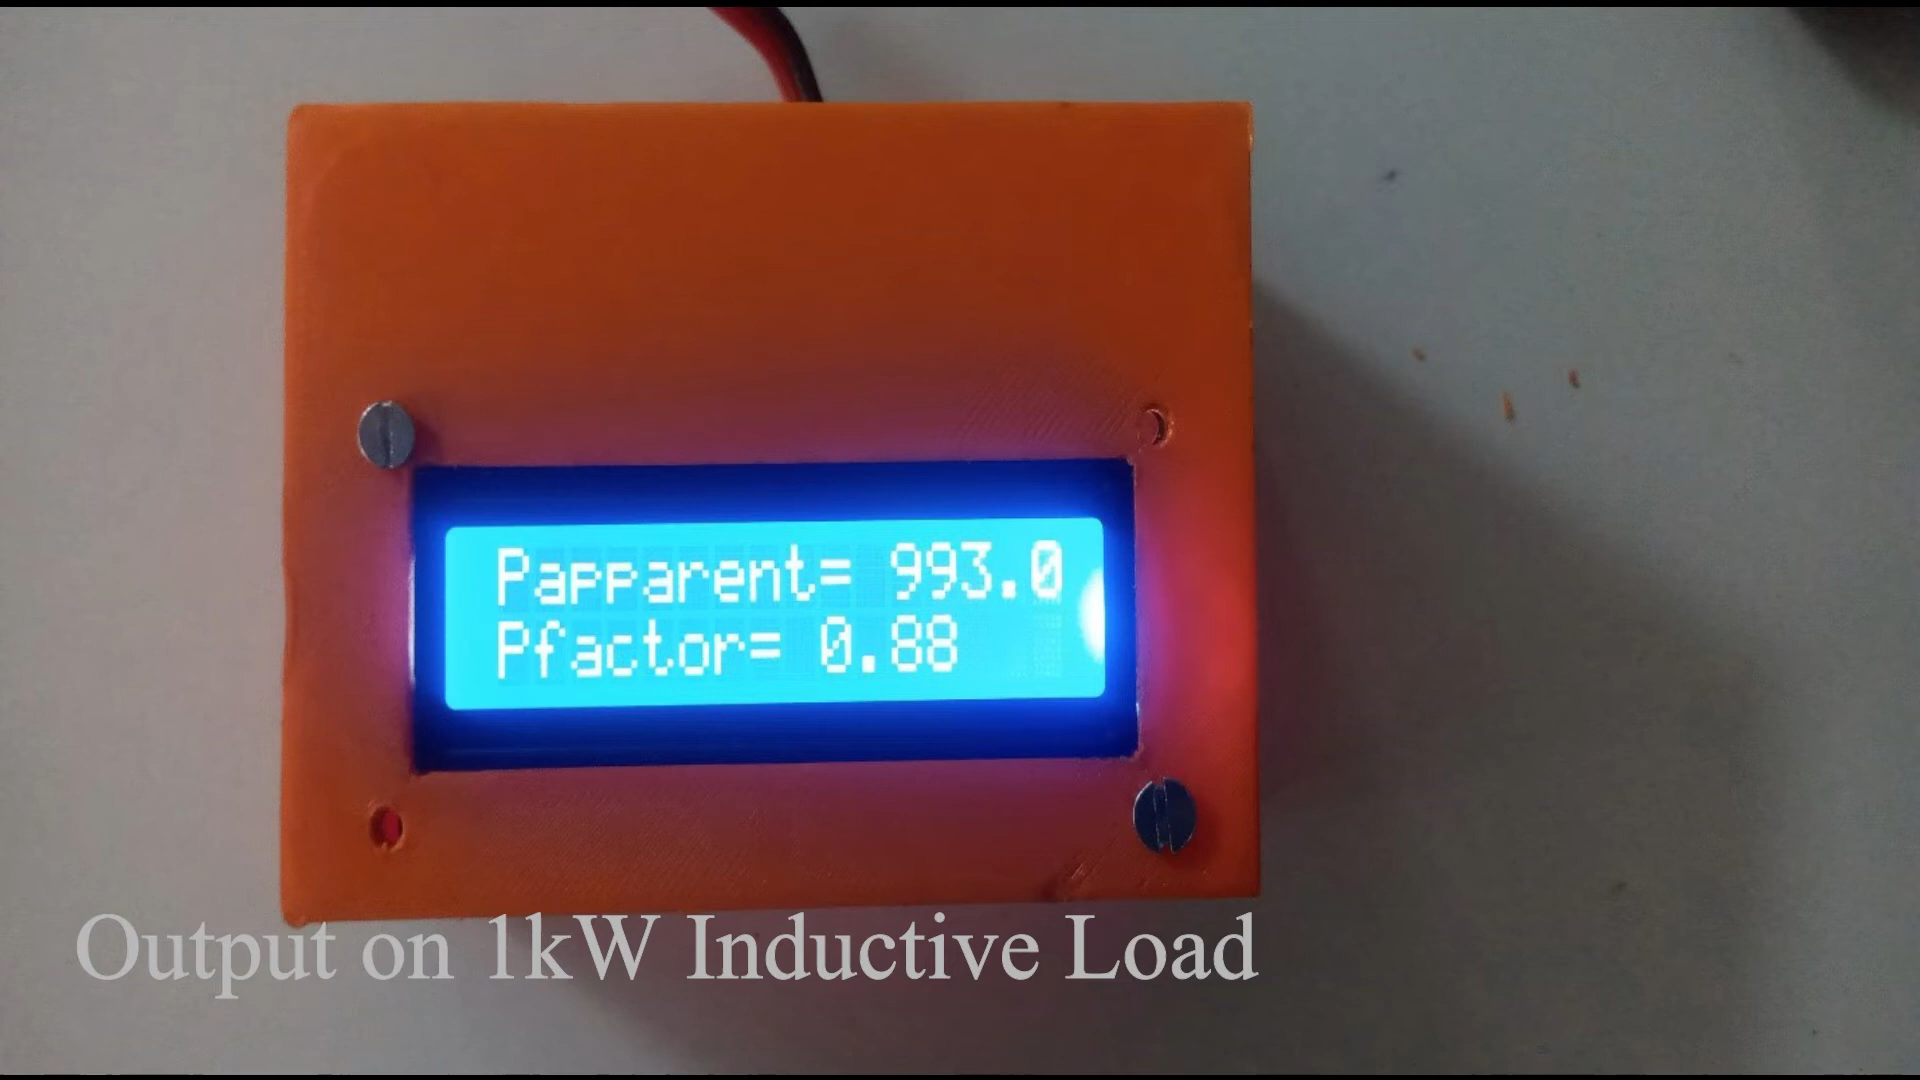 Papparent= 993.0
Pfactor= 0.88
Output on 1kW Inductive Load